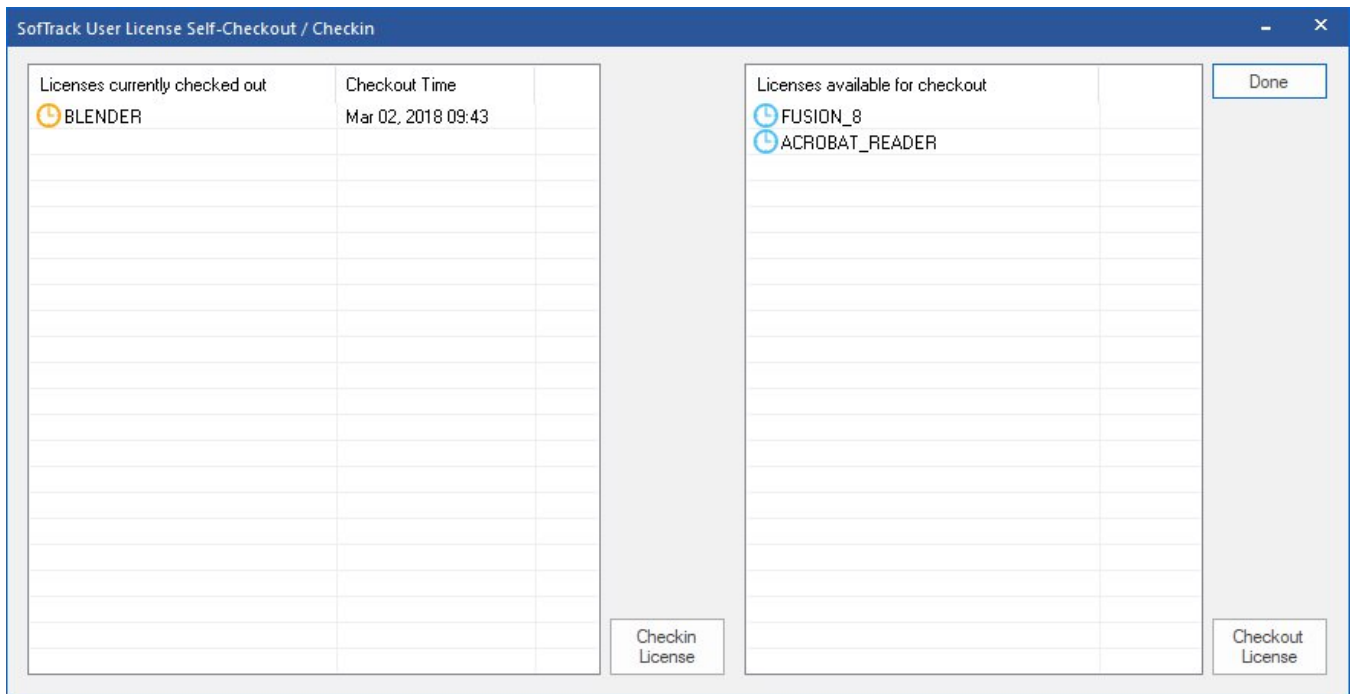 SofTrack User License Self-Checkout / Checkin
Licenses currently checked out Checkout Time
BLENDER Mar 02, 2018 09:43
Checkin
License
Licenses available for checkout
FUSION_8
ACROBAT_READER
Done
Checkout
License